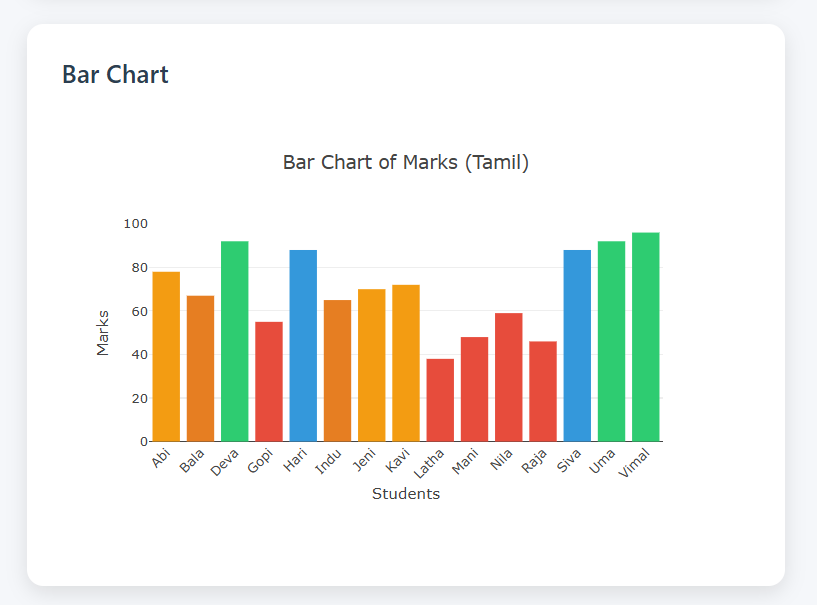 Bar Chart
Bar Chart of Marks (Tamil)
100
80
60
40
20
0
Marks
Abi
Bala
Deva
Gopi
Hari
Indu
Jeni
Kavi
Latha
Mani
Nila
Raja
Siva
Uma
Vimal
Students